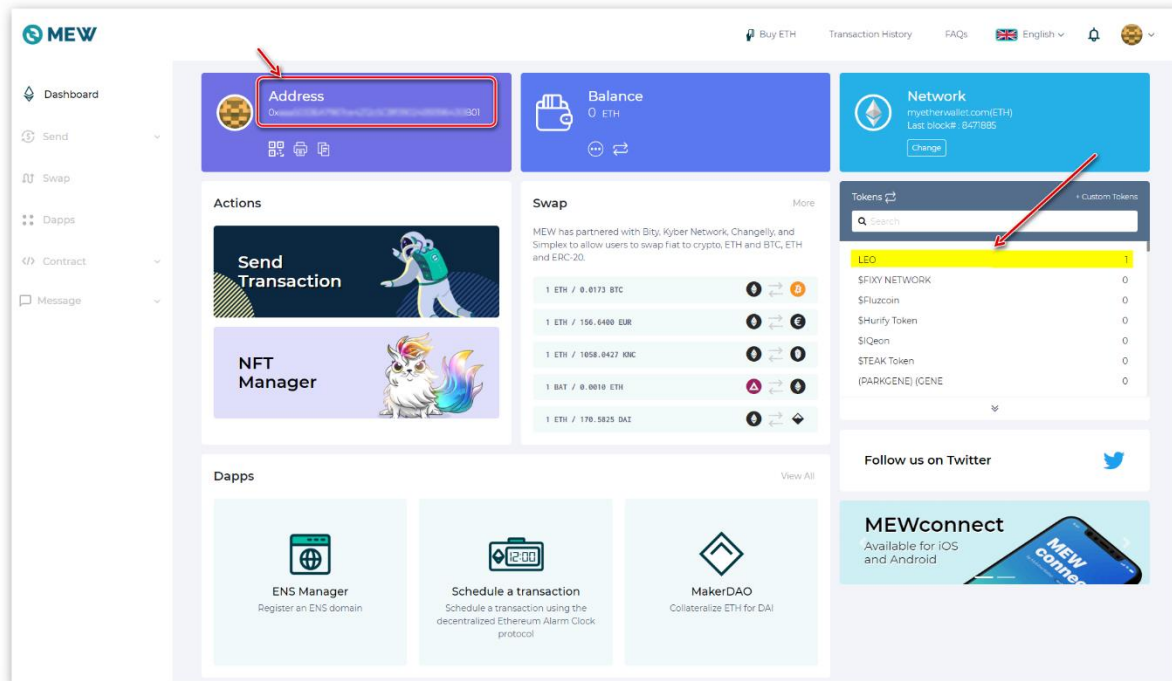 MEW
Buy ETH
Transaction History
FAQs
English
Dashboard
Send
Swap
Dapps
Contract
Message
Address
Balance
0 ETH
Network
myetherwallet.com(ETH)
Last block# : 8471885
Change
Actions
Send
Transaction
NFT
Manager
Swap
More
MEW has partnered with Bity, Kyber Network, Changelly, and
Simplex to allow users to swap fiat to crypto, ETH and BTC, ETH
and ERC-20.
1 ETH / 0.0173 BTC
1 ETH / 156.6400 EUR
1 ETH / 1058.0427 KNC
1 BAT / 0.0010 ETH
1 ETH / 170.5825 DAI
Tokens
+ Custom Tokens
Search
LEO 1
$FIXY NETWORK 0
$Fluzcoin 0
$Hurify Token 0
$IQeon 0
$TEAK Token 0
(PARKGENE) (GENE 0
Follow us on Twitter
MEWconnect
Available for iOS
and Android
MEW
connect
Dapps
View All
ENS Manager
Register an ENS domain
12:00
Schedule a transaction
Schedule a transaction using the
decentralized Ethereum Alarm Clock
protocol
MakerDAO
Collateralize ETH for DAI